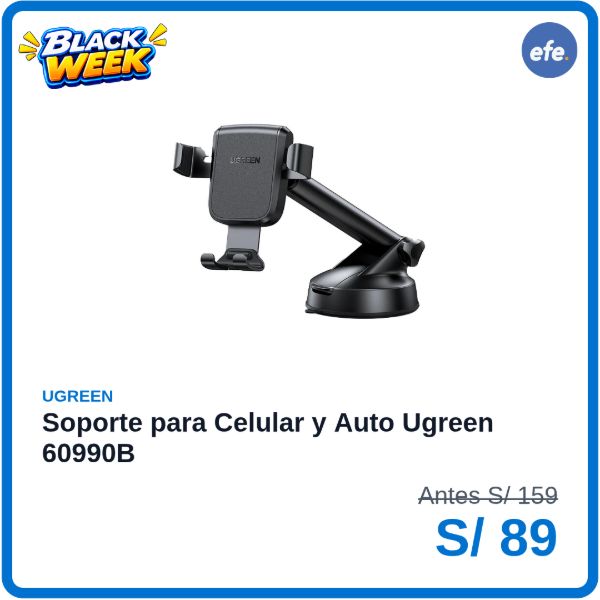 BLACK
WEEK
efe.
UGREEN
UGREEN
Soporte para Celular y Auto Ugreen
60990B
Antes S/ 159
S/ 89